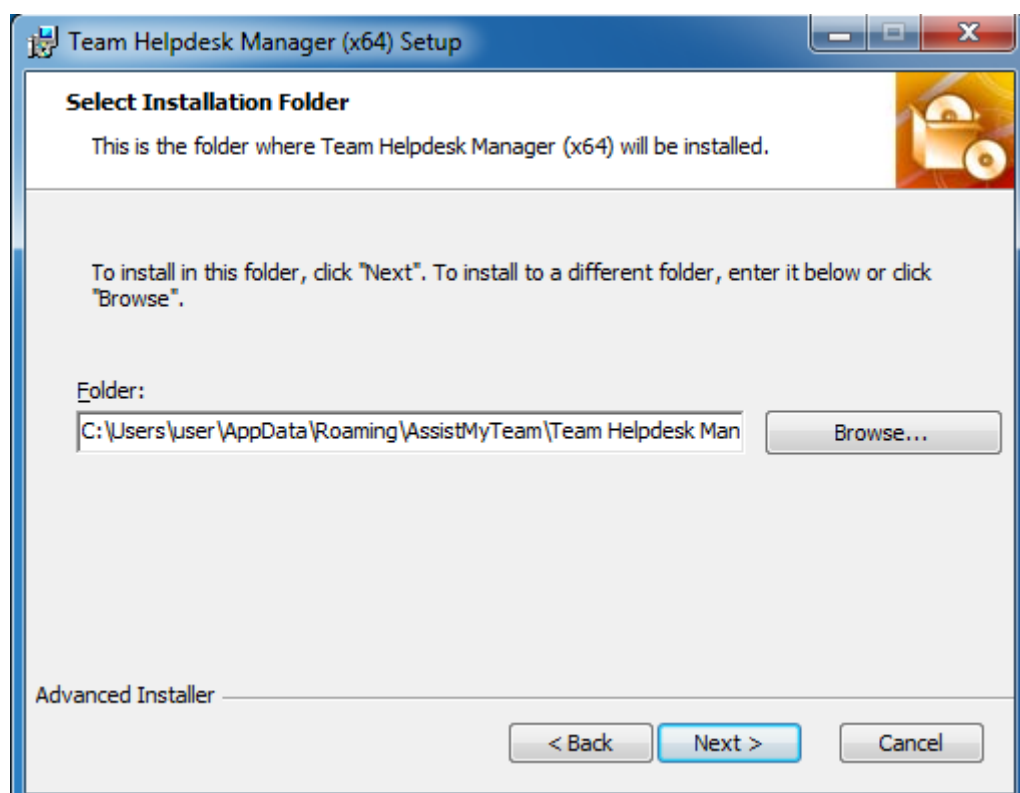 Team Helpdesk Manager (x64) Setup
Select Installation Folder
This is the folder where Team Helpdesk Manager (x64) will be installed.
To install in this folder, click "Next". To install to a different folder, enter it below or click
"Browse".
Folder:
C:\Users\user\AppData\Roaming\AssistMyTeam\Team Helpdesk Man
Browse...
Advanced Installer
< Back
Next >
Cancel